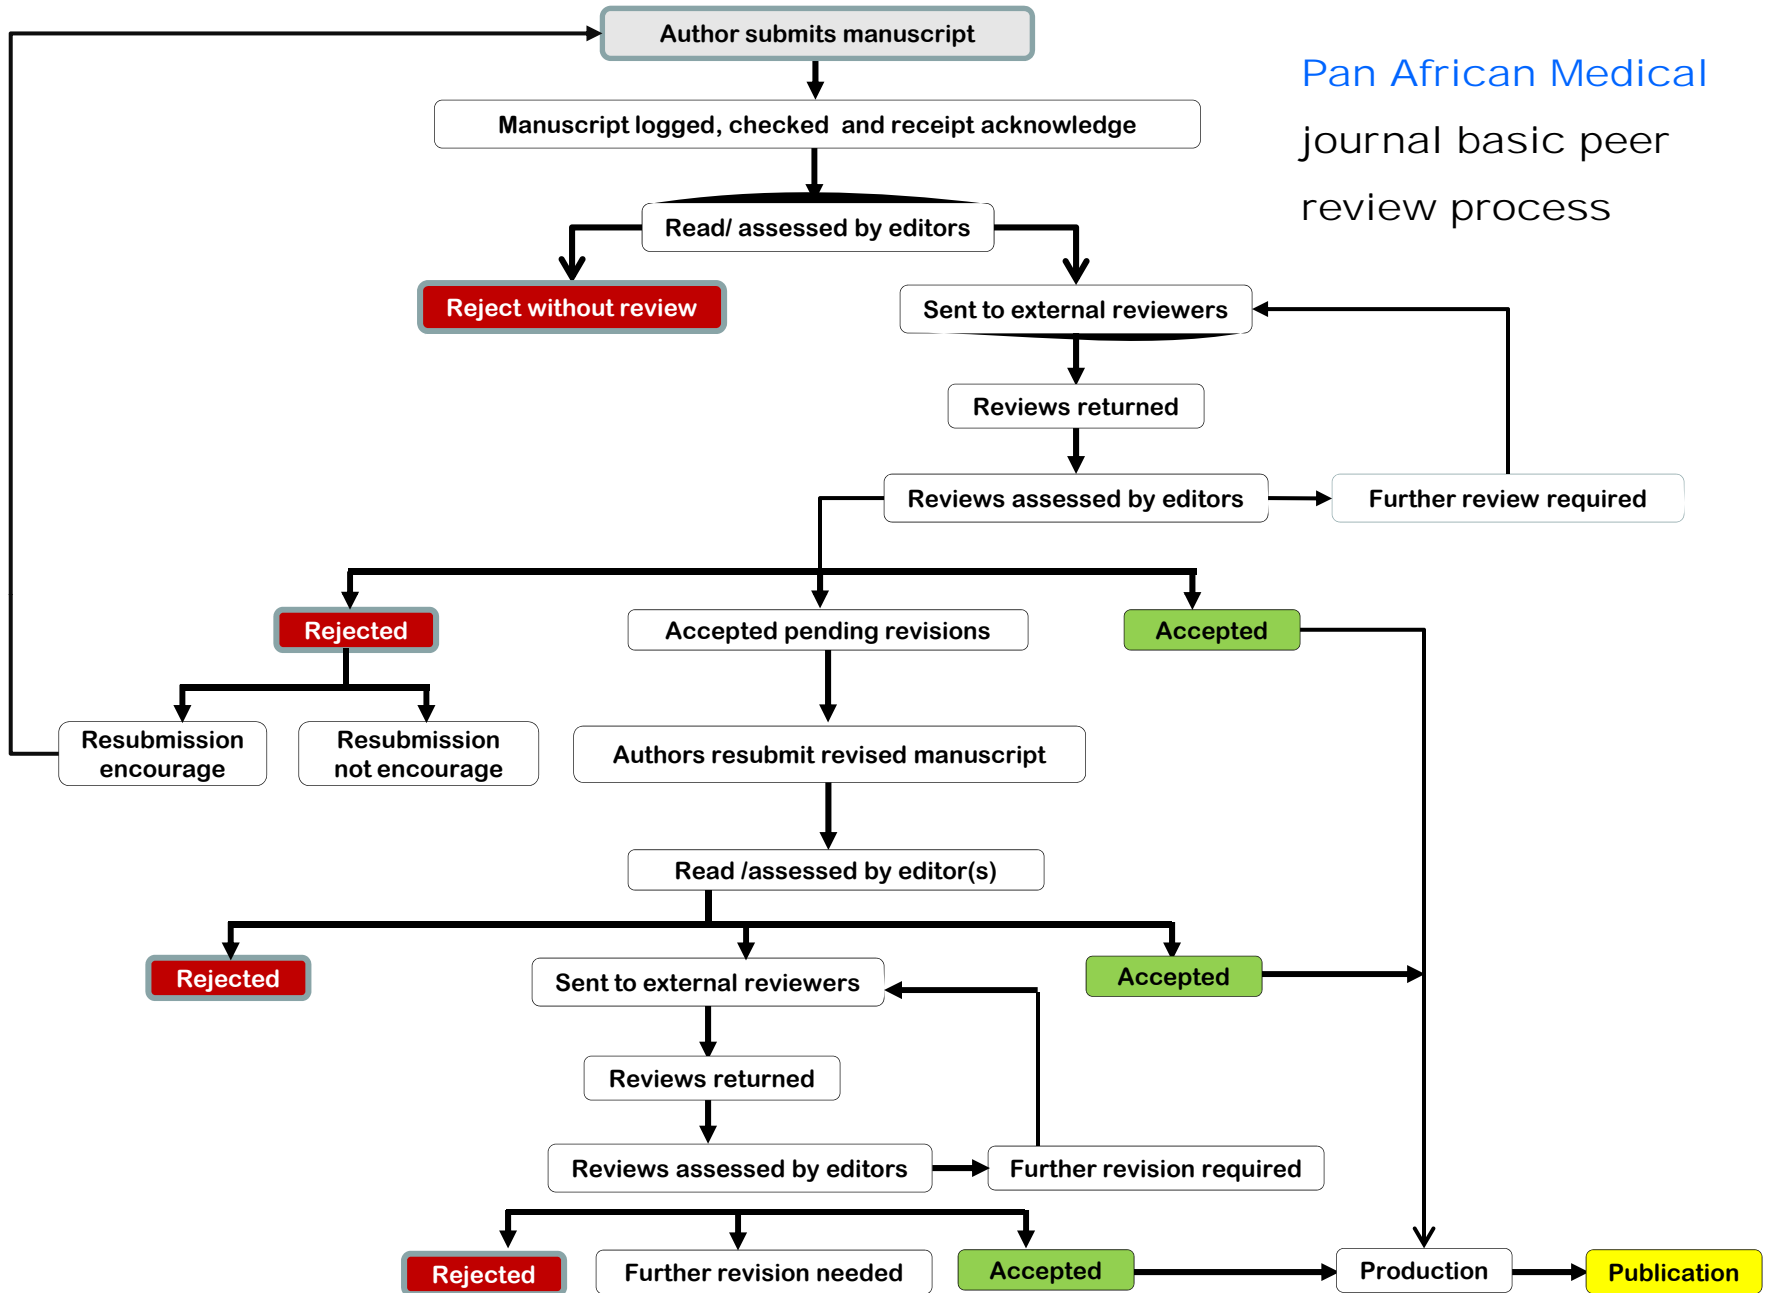 Author submits manuscript
Pan African Medical
journal basic peer
review process
Manuscript logged, checked and receipt acknowledge
Read/ assessed by editors
Reject without review
Sent to external reviewers
Reviews returned
Reviews assessed by editors
Further review required
Rejected
Accepted pending revisions
Accepted
Resubmission
encourage
Resubmission
not encourage
Authors resubmit revised manuscript
Read /assessed by editor(s)
Rejected
Sent to external reviewers
Accepted
Reviews returned
Reviews assessed by editors
Further revision required
Rejected
Further revision needed
Accepted
Production
Publication